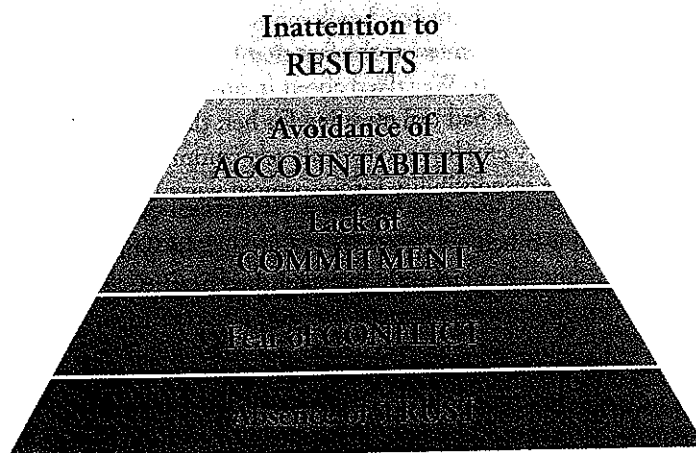 Inattention to
RESULTS
Avoidance of
ACCOUNTABILITY
Lack of
COMMITMENT
Fear of CONFLICT
Absence of TRUST